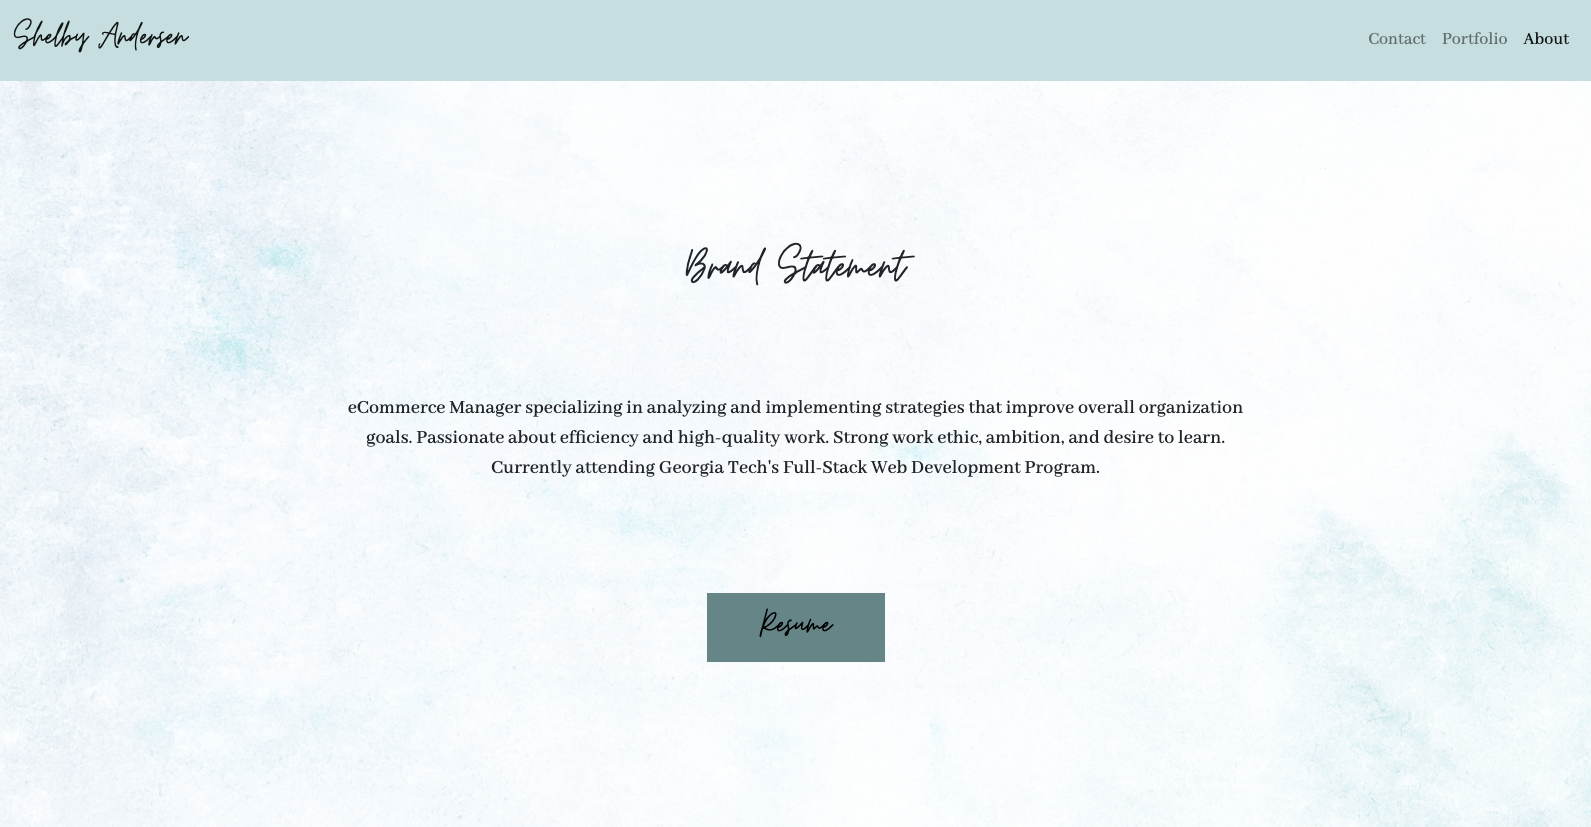 Shelby Andersen
Contact Portfolio About
Brand Statement
eCommerce Manager specializing in analyzing and implementing strategies that improve overall organization
goals. Passionate about efficiency and high-quality work. Strong work ethic, ambition, and desire to learn.
Currently attending Georgia Tech's Full-Stack Web Development Program.
Resume